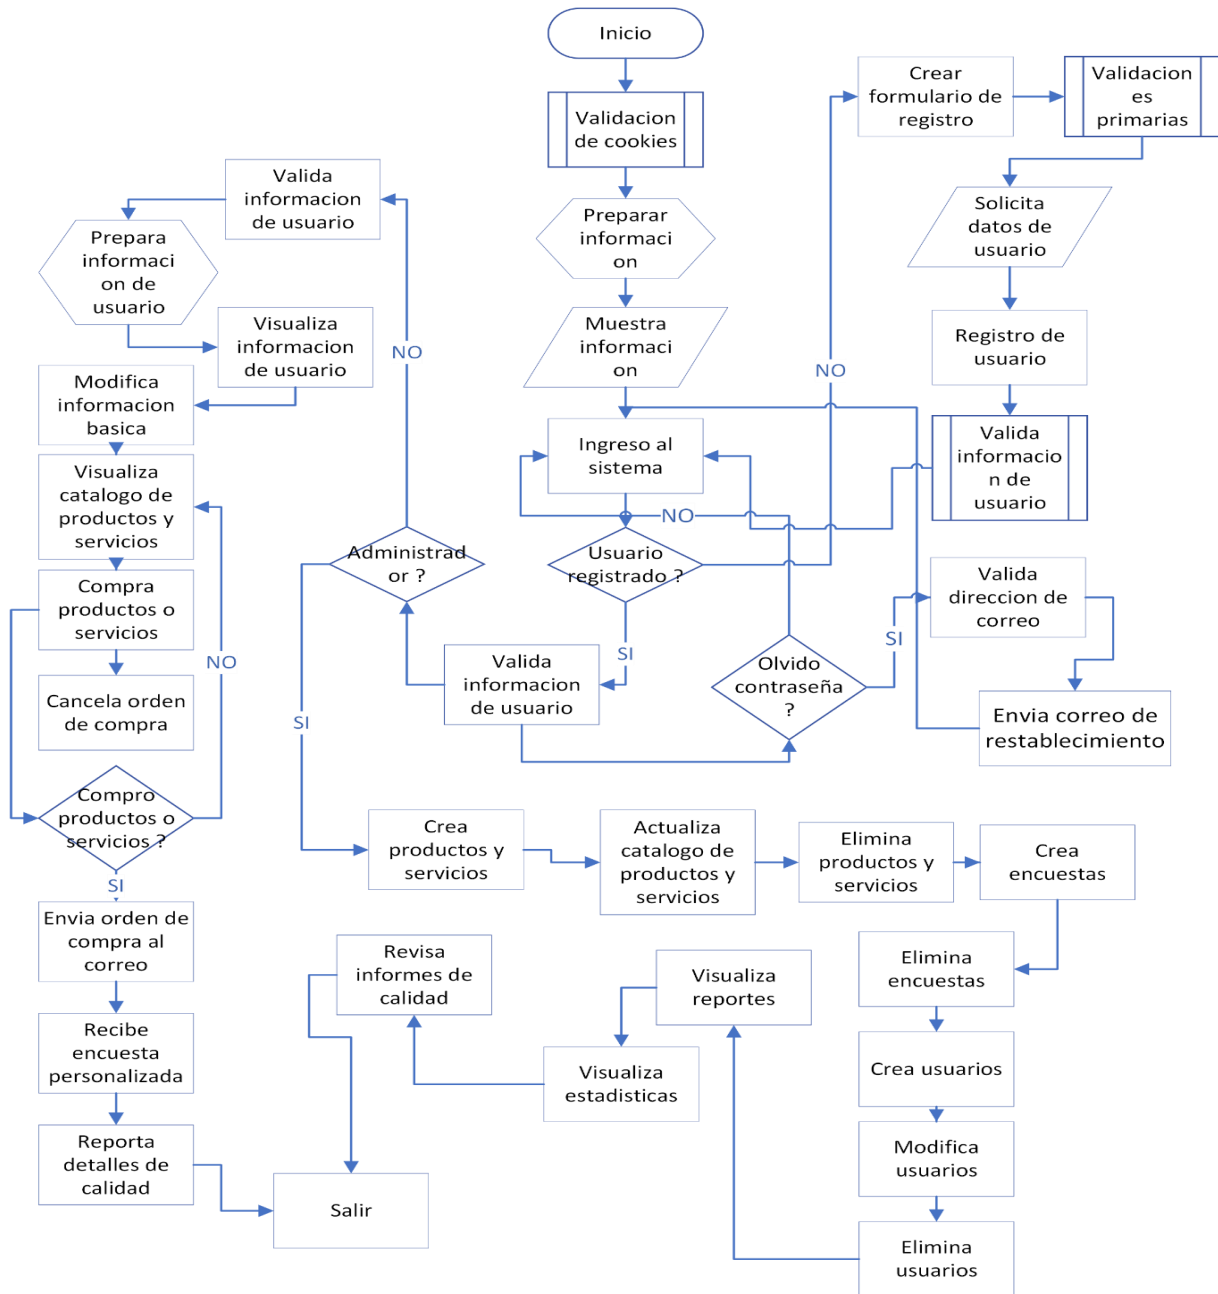 Inicio
Validacion
de cookies
Preparar
informaci
on
Muestra
informaci
on
Ingreso al
sistema
NO
Usuario
registrado ?
SI
NO
Crear
formulario de
registro
Validacion
es
primarias
Solicita
datos de
usuario
Registro de
usuario
Valida
informacio
n de
usuario
Valida
direccion de
correo
SI
Olvido
contraseña
?
Envia correo de
restablecimiento
Valida
informacion
de usuario
Administrad
or ?
NO
SI
Valida
informacion
de usuario
Prepara
informaci
on de
usuario
Visualiza
informacion
de usuario
Modifica
informacion
basica
Visualiza
catalogo de
productos y
servicios
Compra
productos o
servicios
NO
Cancela orden
de compra
Compro
productos o
servicios ?
SI
Envia orden de
compra al
correo
Recibe
encuesta
personalizada
Reporta
detalles de
calidad
Crea
productos y
servicios
Actualiza
catalogo de
productos y
servicios
Elimina
productos y
servicios
Crea
encuestas
Elimina
encuestas
Crea usuarios
Modifica
usuarios
Elimina
usuarios
Visualiza
reportes
Visualiza
estadisticas
Revisa
informes de
calidad
Salir